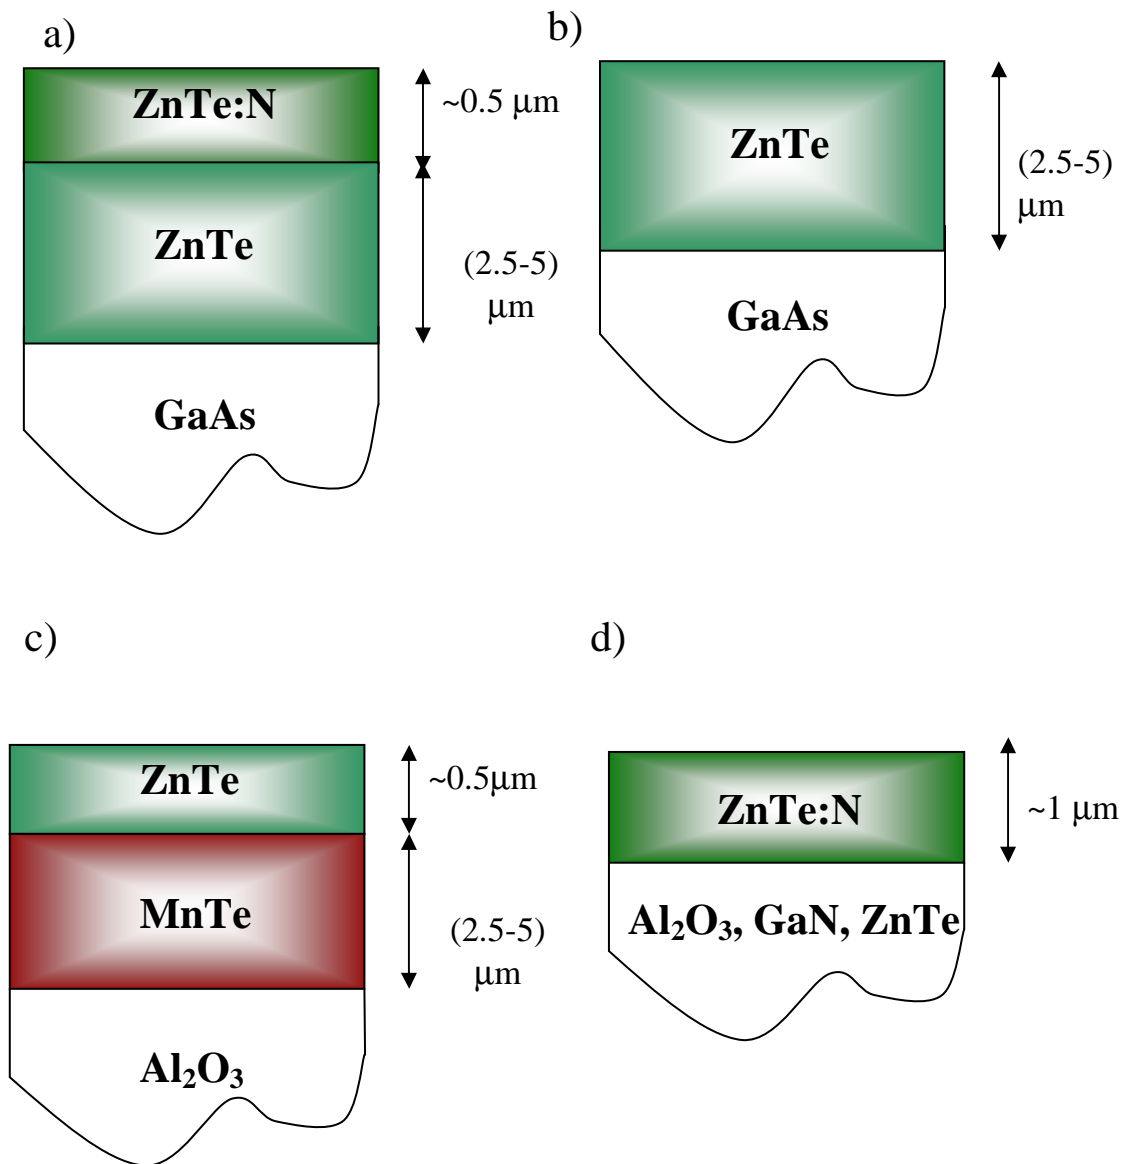 a)
ZnTe:N
~0.5 μm
ZnTe
(2.5-5)
μm
GaAs
b)
ZnTe
(2.5-5)
μm
GaAs
c)
ZnTe
~0.5μm
MnTe
(2.5-5)
μm
Al₂O₃
d)
ZnTe:N
~1 μm
Al₂O₃, GaN, ZnTe